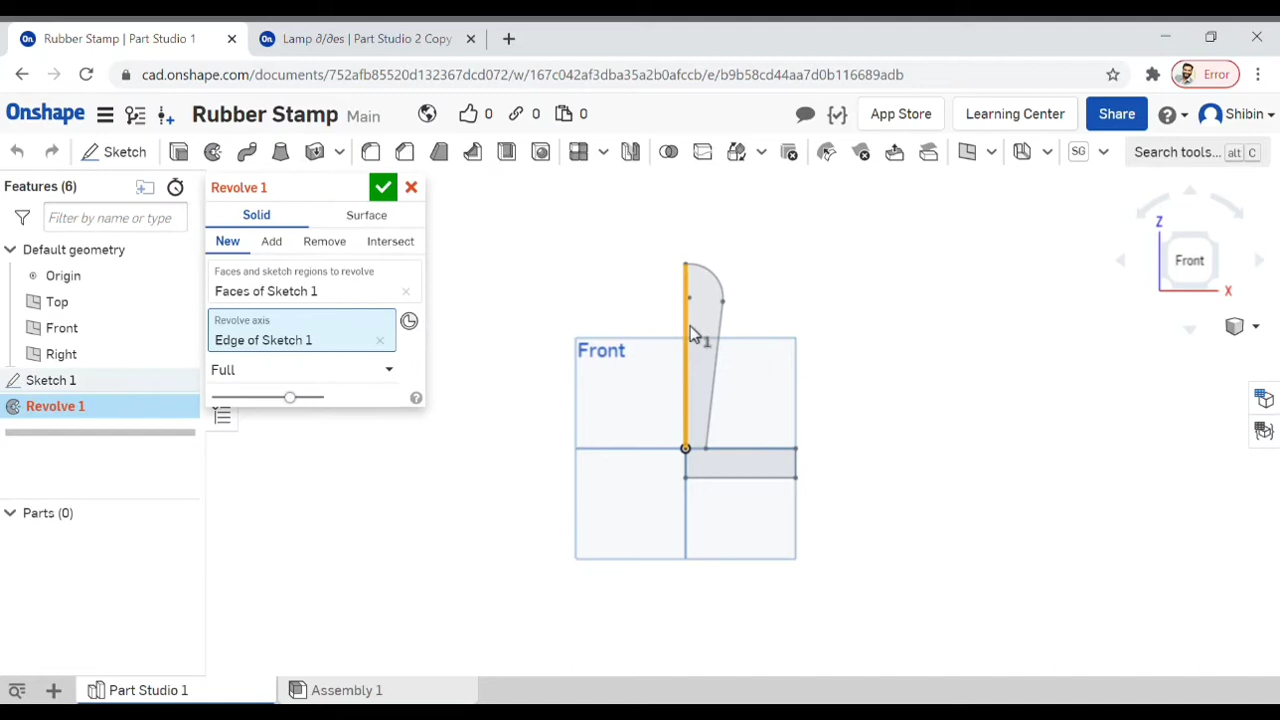 Rubber Stamp | Part Studio 1
Lamp ∂/∂es | Part Studio 2 Copy
cad.onshape.com/documents/752afb85520d132367dcd072/w/167c042af3dba35a2b0afccb/e/b9b58cd44aa7d0b116689adb
Error
Onshape
Rubber Stamp Main
0 0 0
App Store
Learning Center
Share
Shibin
Sketch
SG
Search tools... alt C
Features (6)
Filter by name or type
Default geometry
Origin
Top
Front
Right
Sketch 1
Revolve 1
Parts (0)
Revolve 1
Solid Surface
New Add Remove Intersect
Faces and sketch regions to revolve
Faces of Sketch 1
Revolve axis
Edge of Sketch 1
Full
Front
1
Z
Front
X
Part Studio 1
Assembly 1